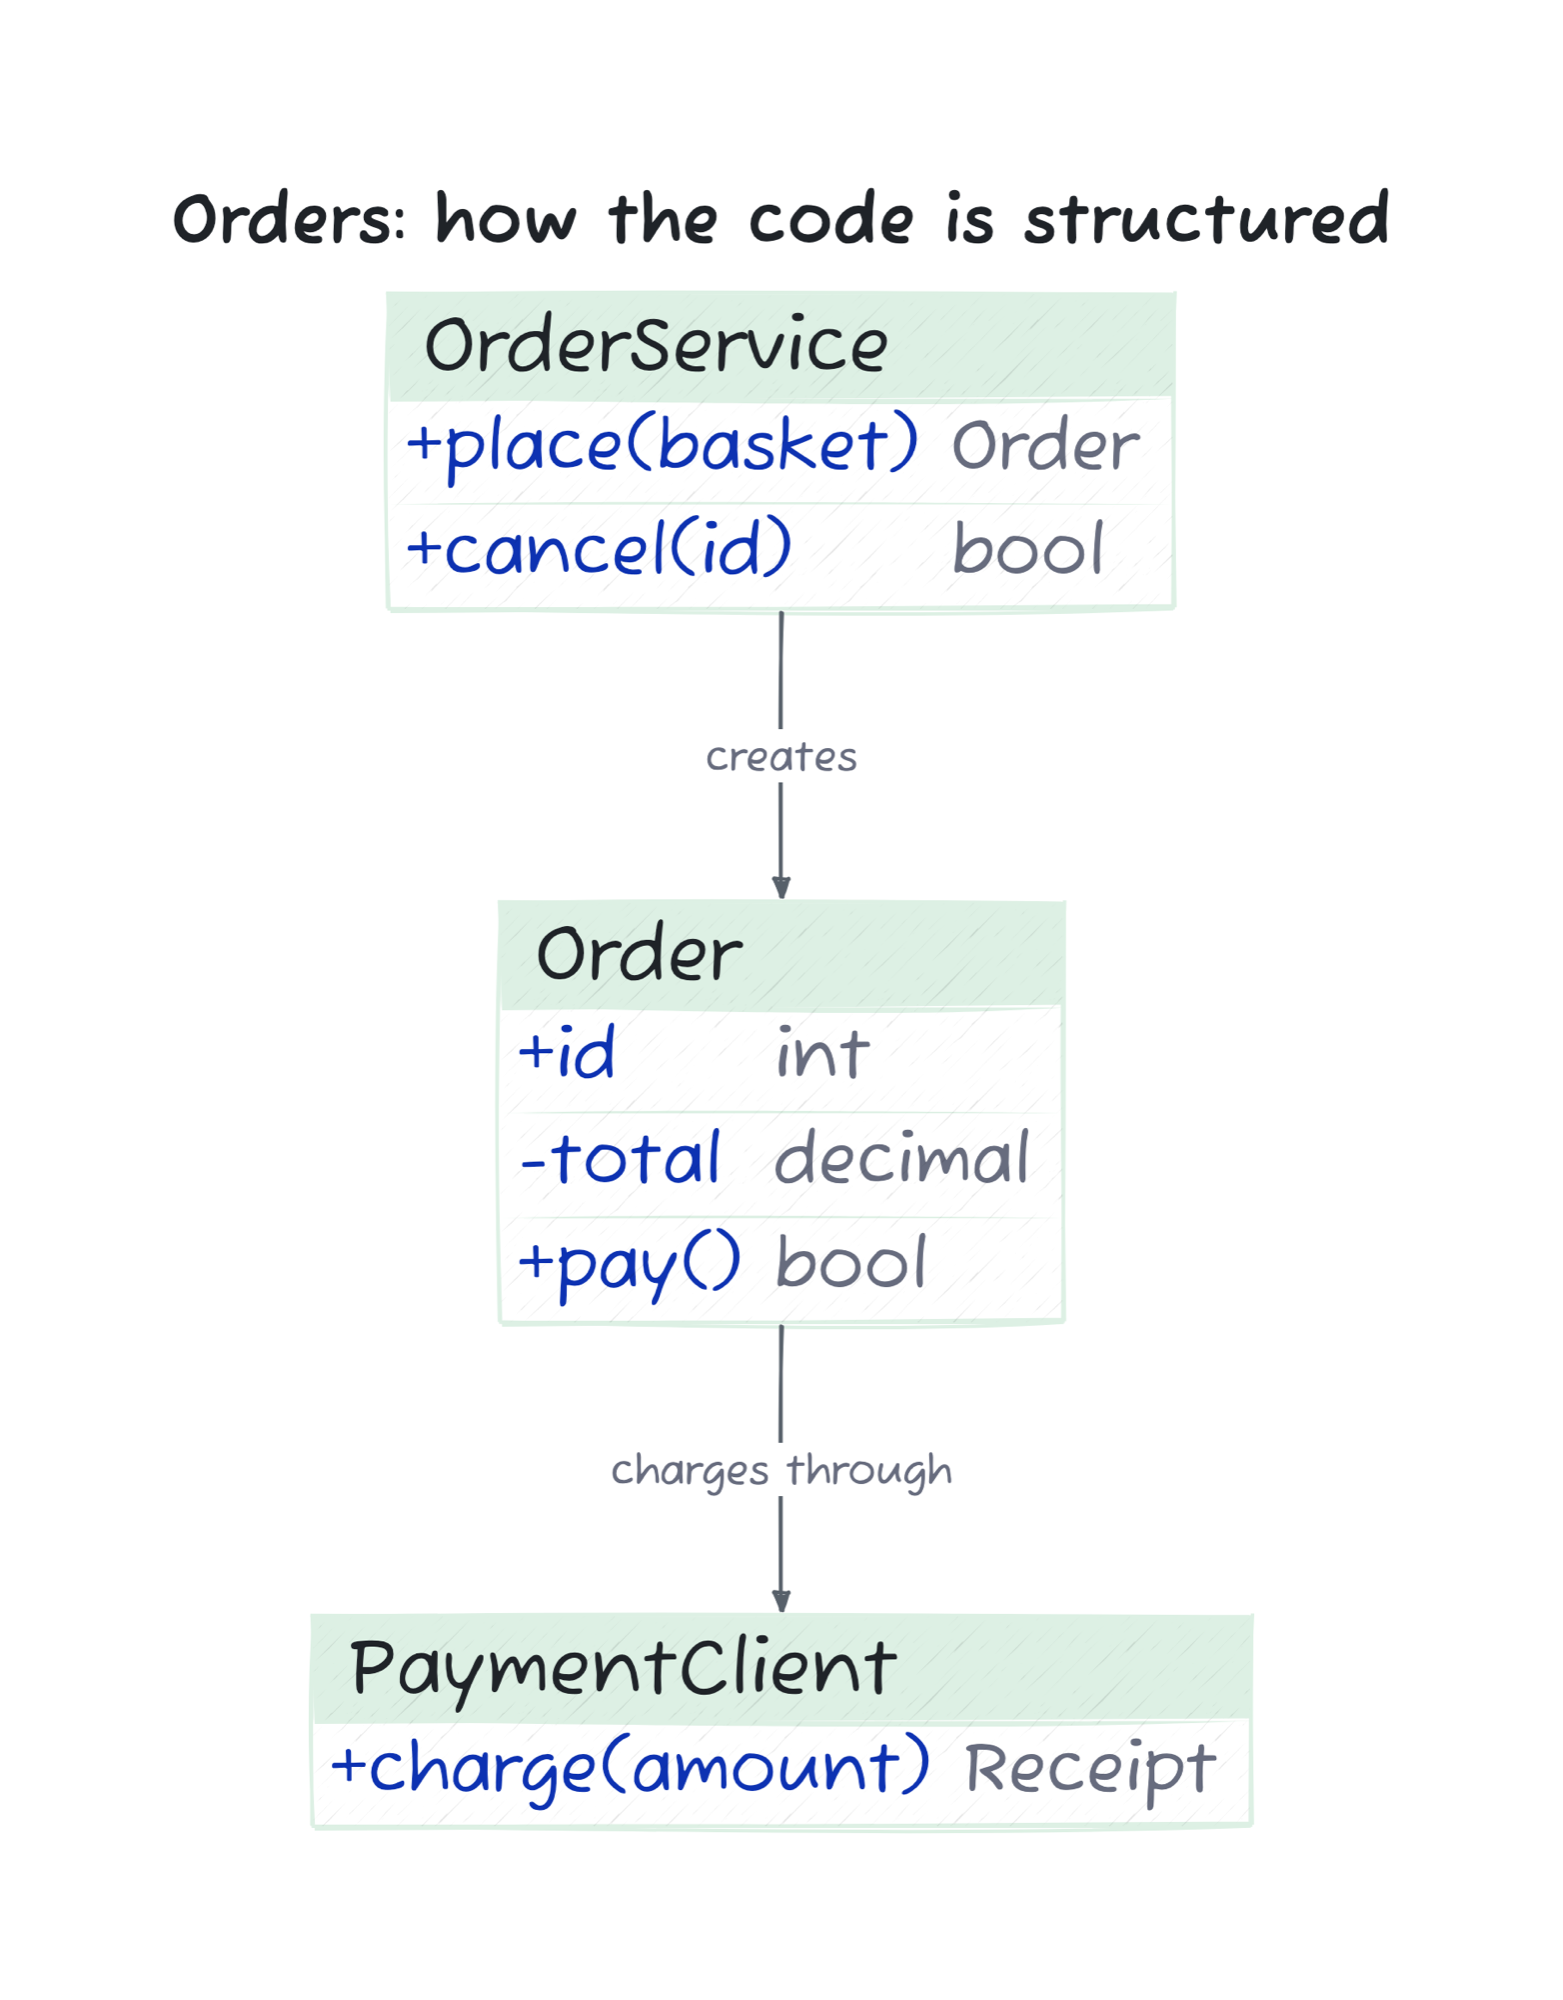 Orders: how the code is structured
OrderService
+place(basket) Order
+cancel(id) bool
creates
Order
+id int
-total decimal
+pay() bool
charges through
PaymentClient
+charge(amount) Receipt